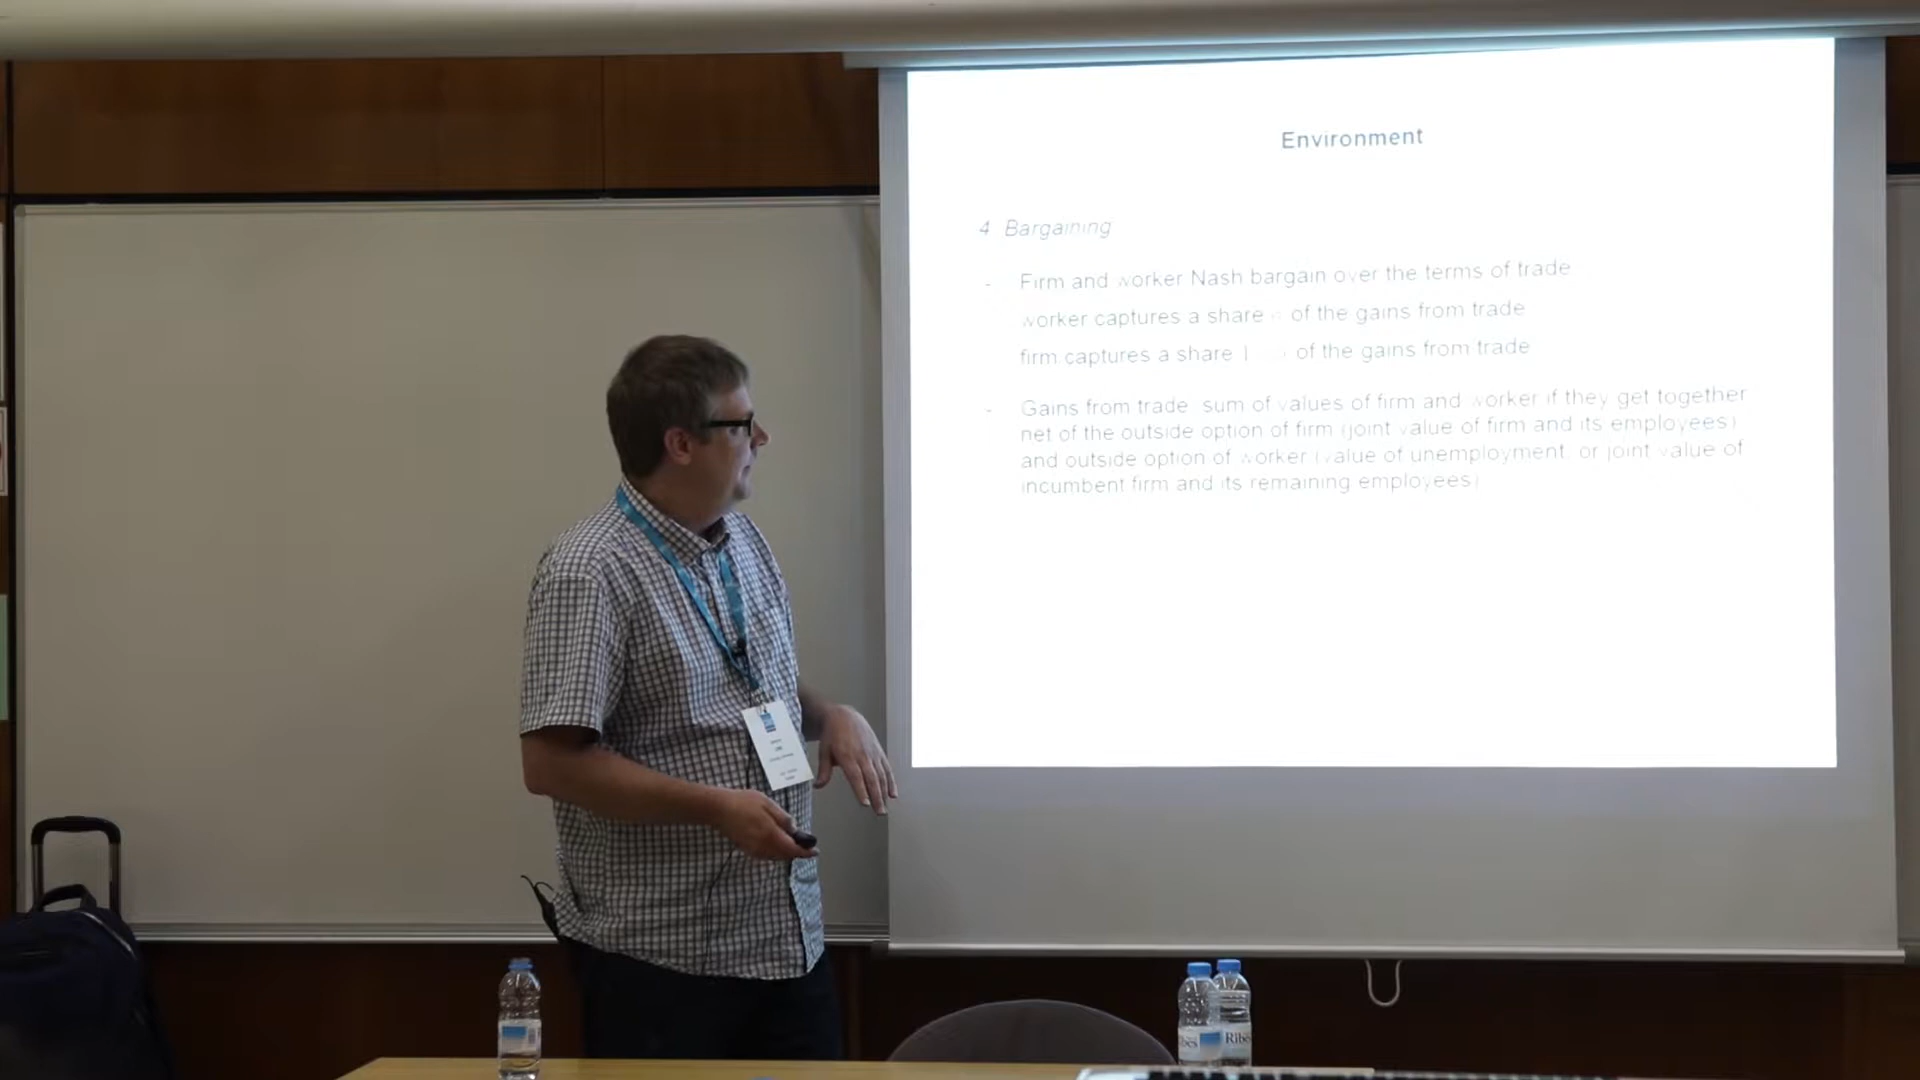 Environment
4 Bargaining
- Firm and worker Nash bargain over the terms of trade
worker captures a share of the gains from trade
firm captures a share 1 of the gains from trade
- Gains from trade sum of values of firm and worker if they get together
net of the outside option of firm (joint value of firm and its employees)
and outside option of worker (value of unemployment, or joint value of
incumbent firm and its remaining employees)
Ribes